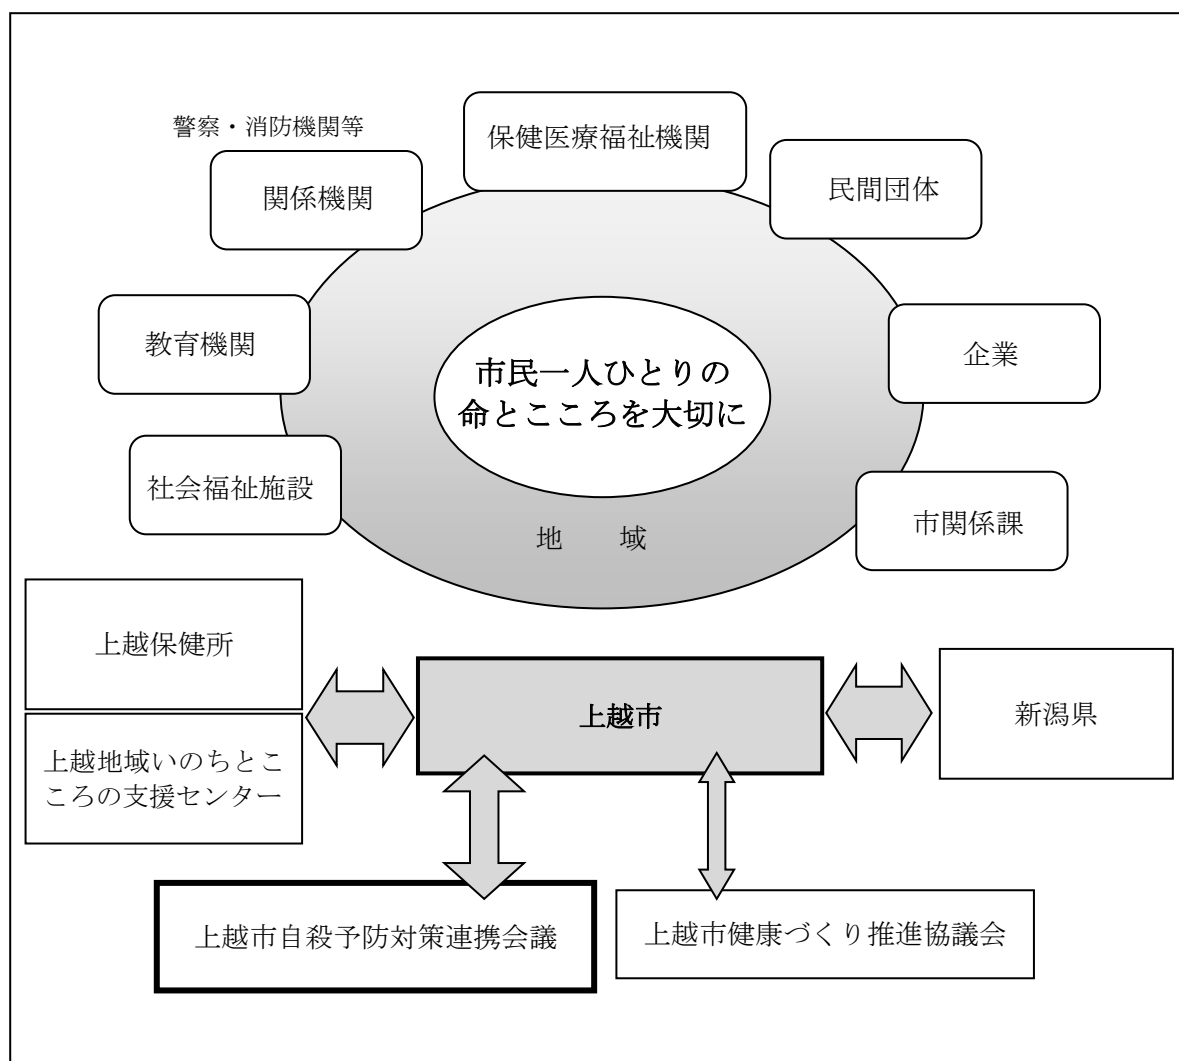 警察・消防機関等
保健医療福祉機関
関係機関
民間団体
教育機関
企業
市民一人ひとりの
命とこころを大切に
社会福祉施設
市関係課
地　域
上越保健所
上越市
新潟県
上越地域いのちとこ
ころの支援センター
上越市自殺予防対策連携会議
上越市健康づくり推進協議会